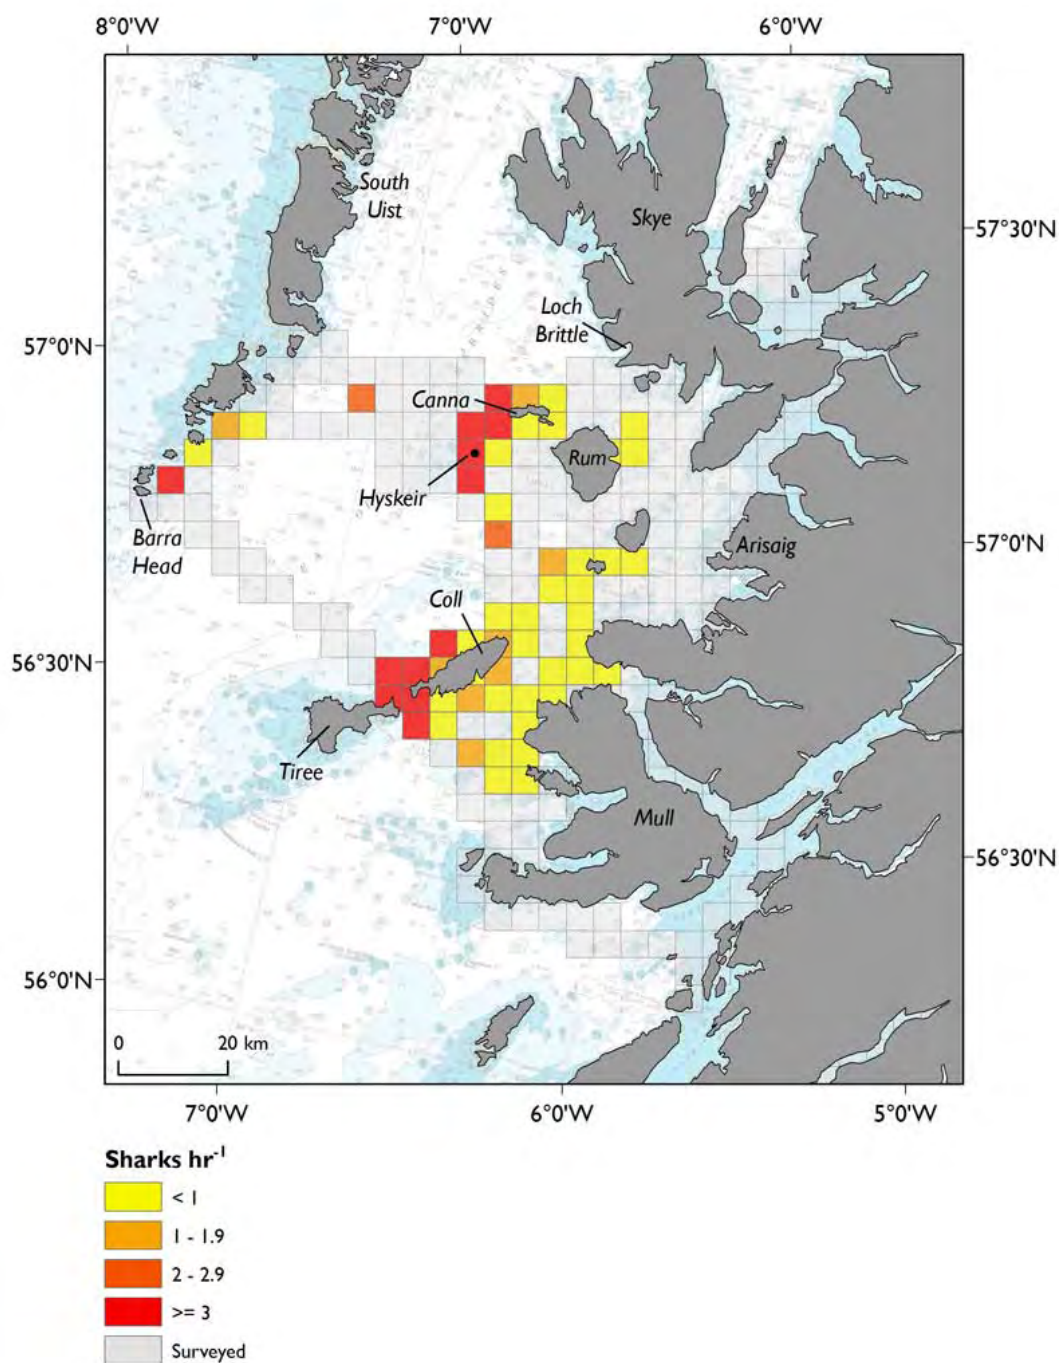 8°0'W 7°0'W 6°0'W
South
Uist
Skye
57°30'N
Loch
Brittle
57°0'N
Canna
Rum
Hyskeir
Barra
Head
Arisaig
57°0'N
Coll
56°30'N
Tiree
Mull
56°30'N
56°0'N
0 20 km
7°0'W 6°0'W 5°0'W
Sharks hr-1
< 1
1 - 1.9
2 - 2.9
>= 3
Surveyed